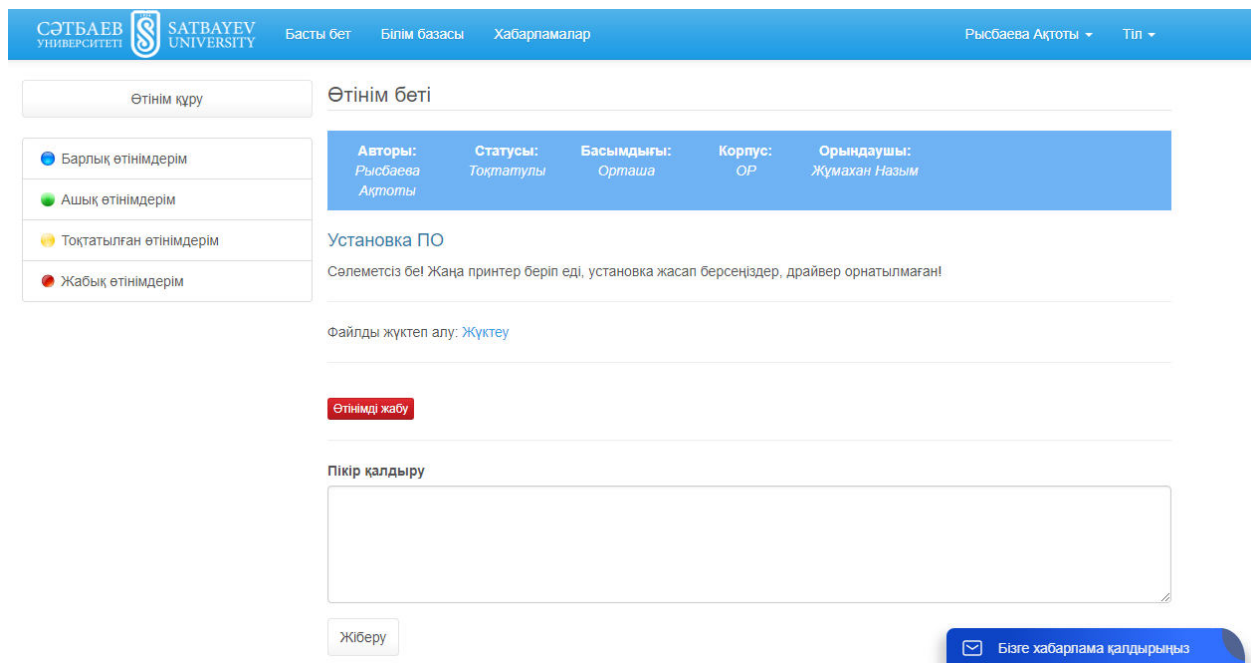 СӘТБАЕВ SATBAYEV
УНИВЕРСИТЕТІ UNIVERSITY
Басты бет Білім базасы Хабарламалар Рысбаева Ақтоты Тіл
Өтінім құру
Барлық өтінімдерім
Ашық өтінімдерім
Тоқтатылған өтінімдерім
Жабық өтінімдерім
Өтінім беті
Авторы: Статусы: Басымдығы: Корпус: Орындаушы:
Рысбаева Тоқтатулы Орташа ОР Жұмахан Назым
Ақтоты
Установка ПО
Сәлеметсіз бе! Жаңа принтер беріп еді, установка жасап берсеңіздер, драйвер орнатылмаған!
Файлды жүктеп алу: Жүктеу
Өтінімді жабу
Пікір қалдыру
Жіберу
Бізге хабарлама қалдырыңыз